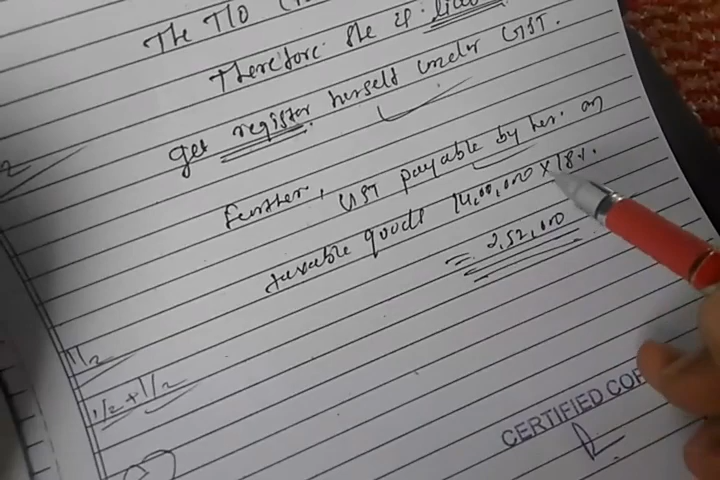 The T/O
Therefore she is liable
get register herself under GST.
Further, GST payable by her on
taxable goods 14,00,000 × 18%.
= 2,52,000
1/2
1/2 + 1/2
CERTIFIED COP